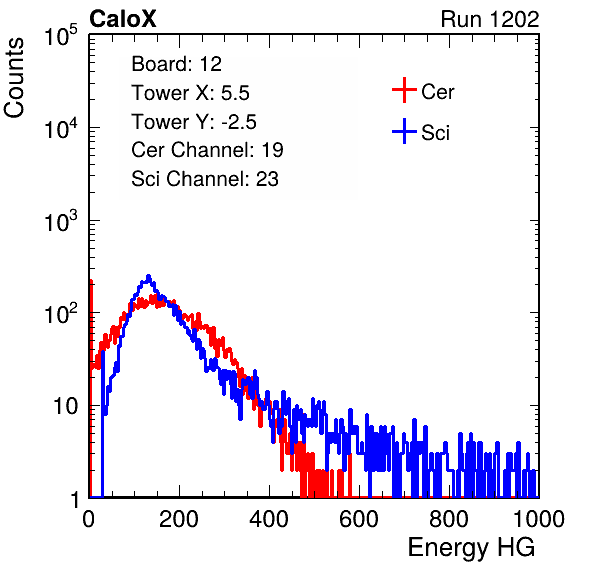 CaloX Run 1202
Counts
10^5
10^4
10^3
10^2
10
1
Board: 12
Tower X: 5.5
Tower Y: -2.5
Cer Channel: 19
Sci Channel: 23
Cer
Sci
0 200 400 600 800 1000
Energy HG